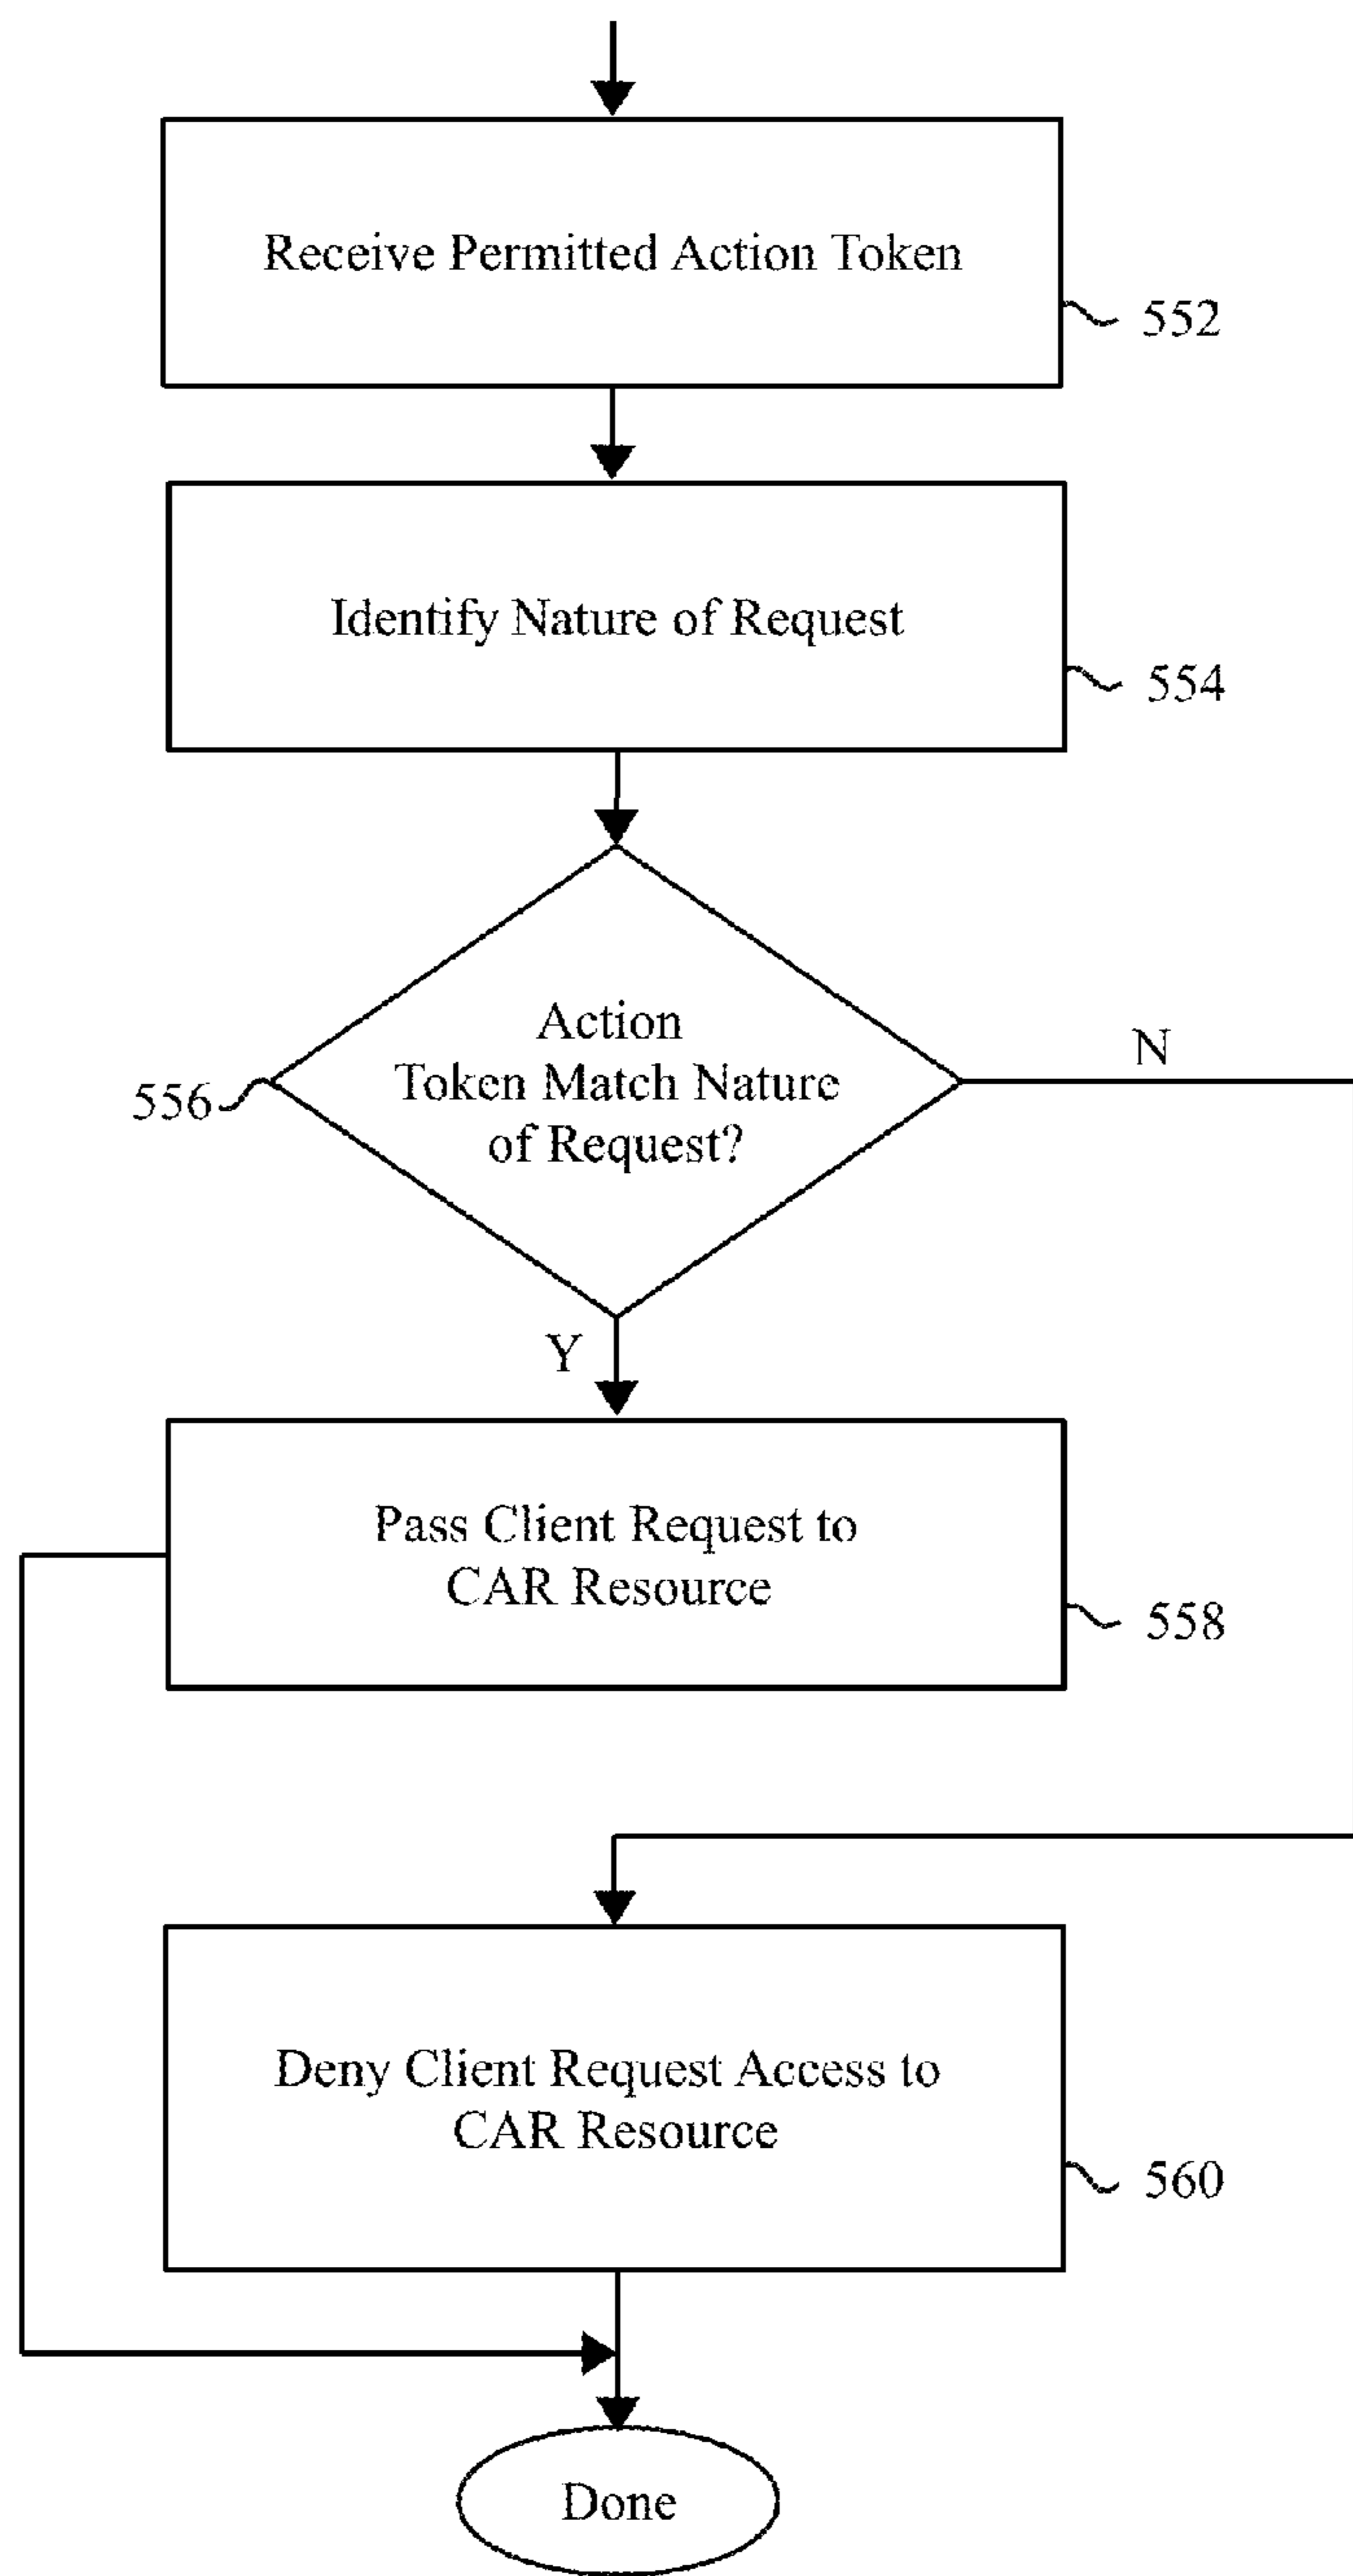 Receive Permitted Action Token
552
Identify Nature of Request
554
Action
Token Match Nature
of Request?
556
N
Y
Pass Client Request to
CAR Resource
558
Deny Client Request Access to
CAR Resource
560
Done